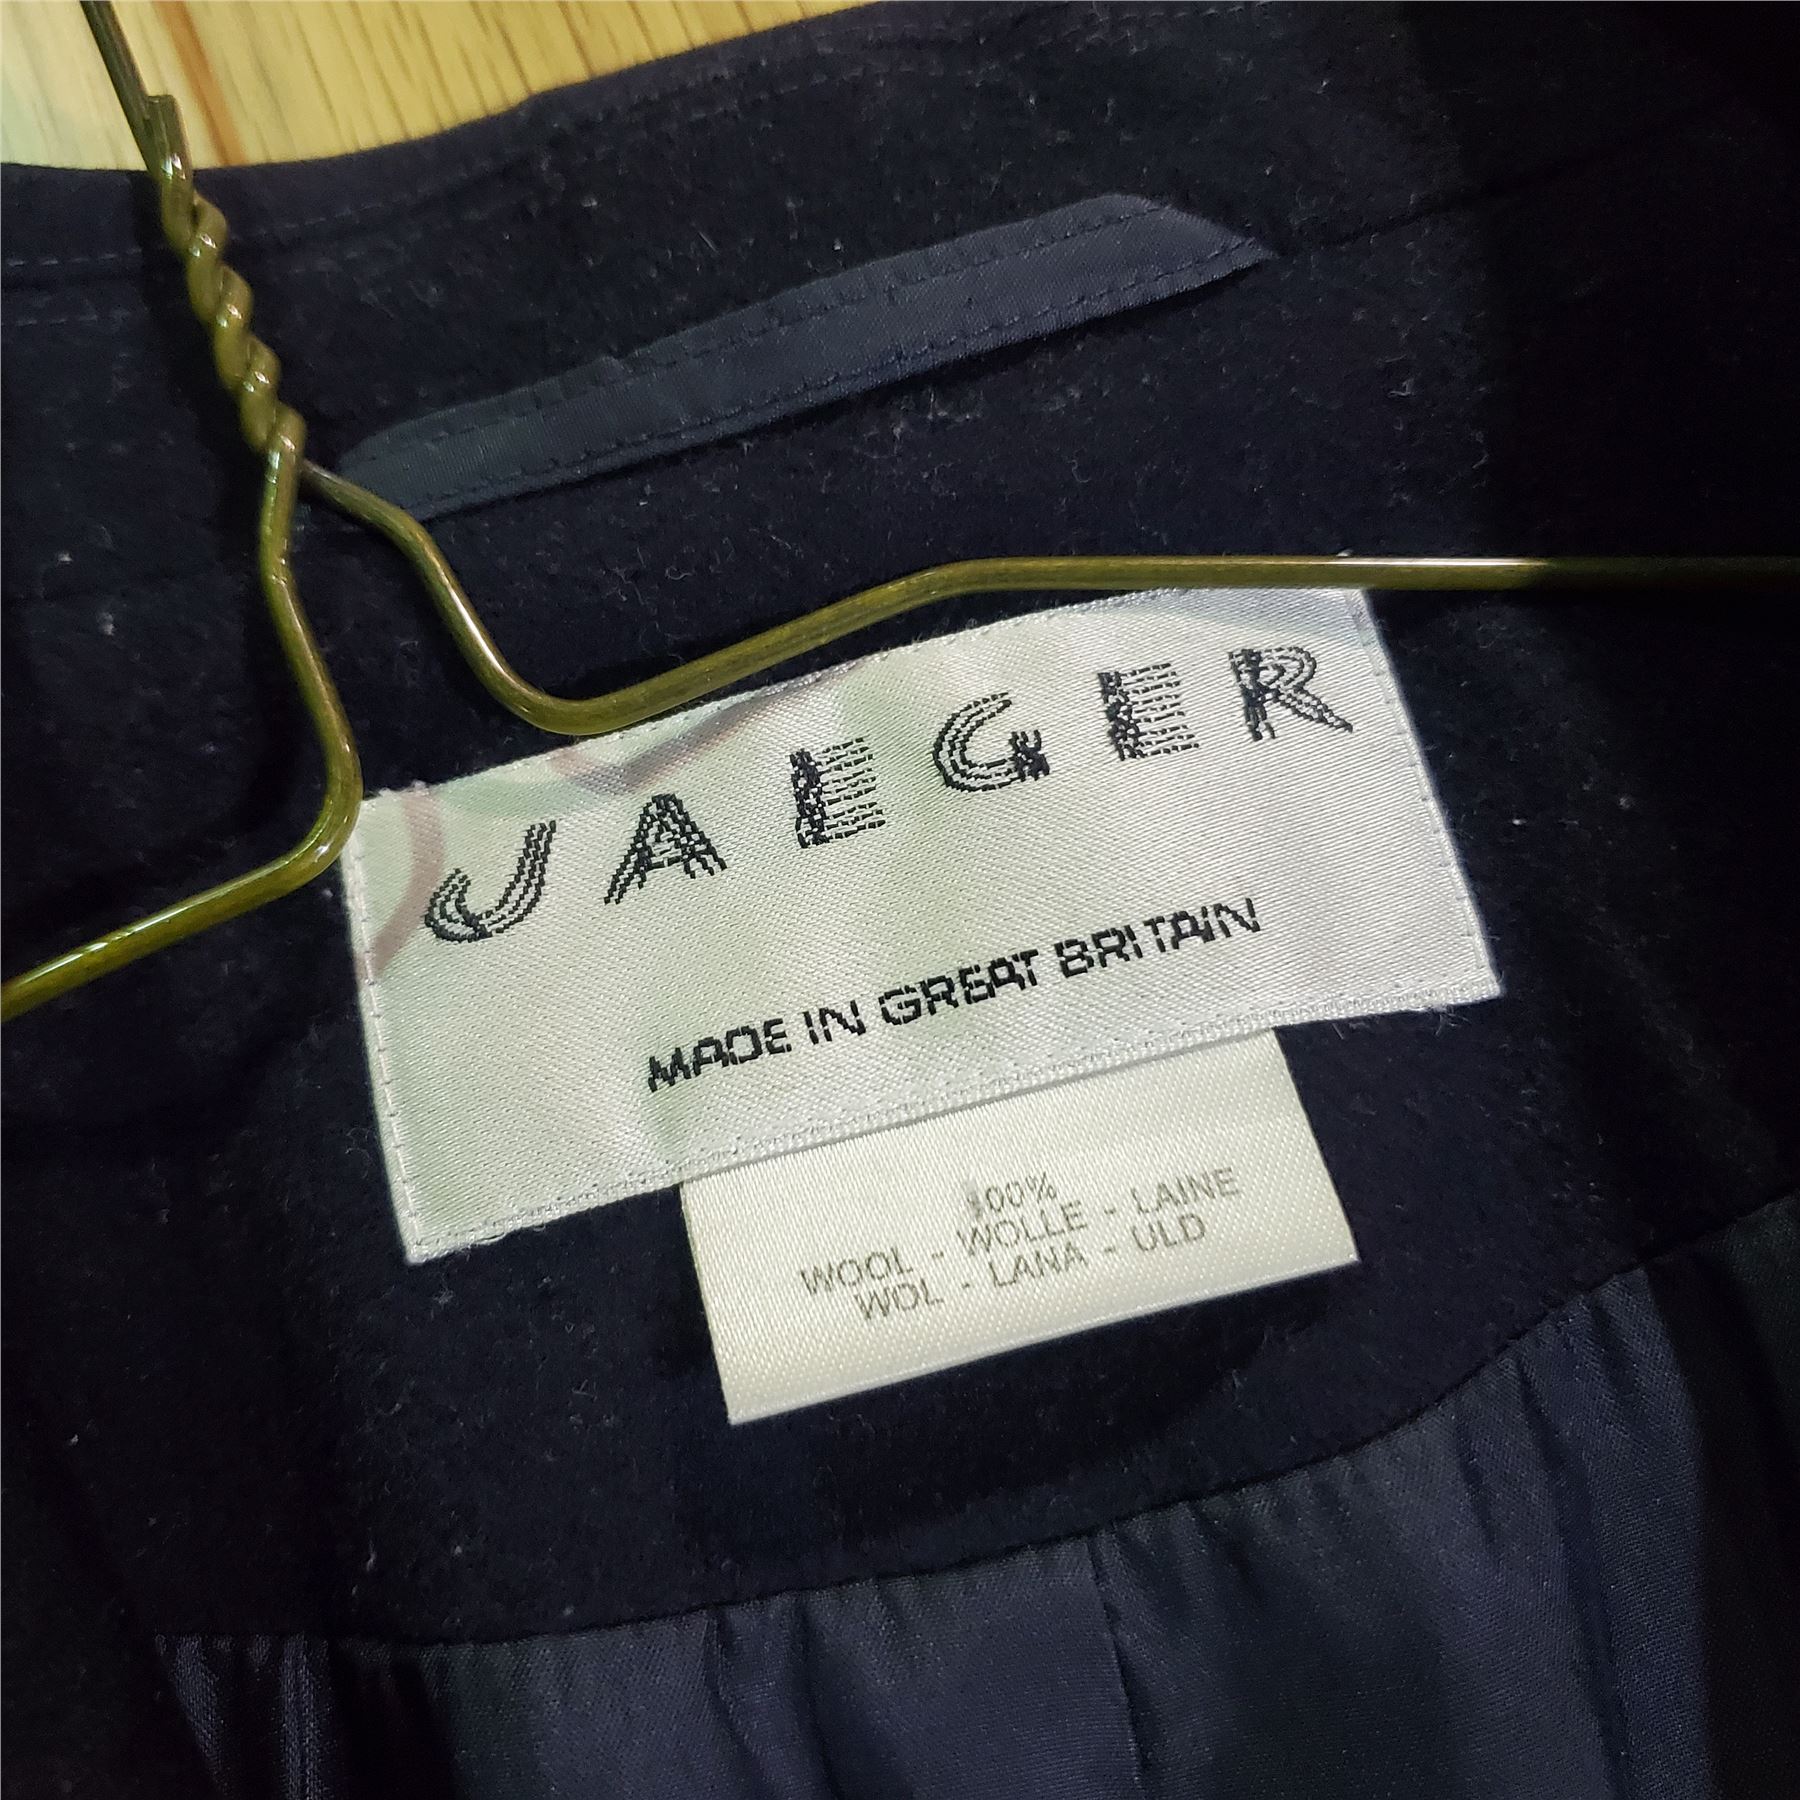 JAEGER
MADE IN GREAT BRITAIN
100%
WOOL - WOLLE - LAINE
WOL - LANA - ULD